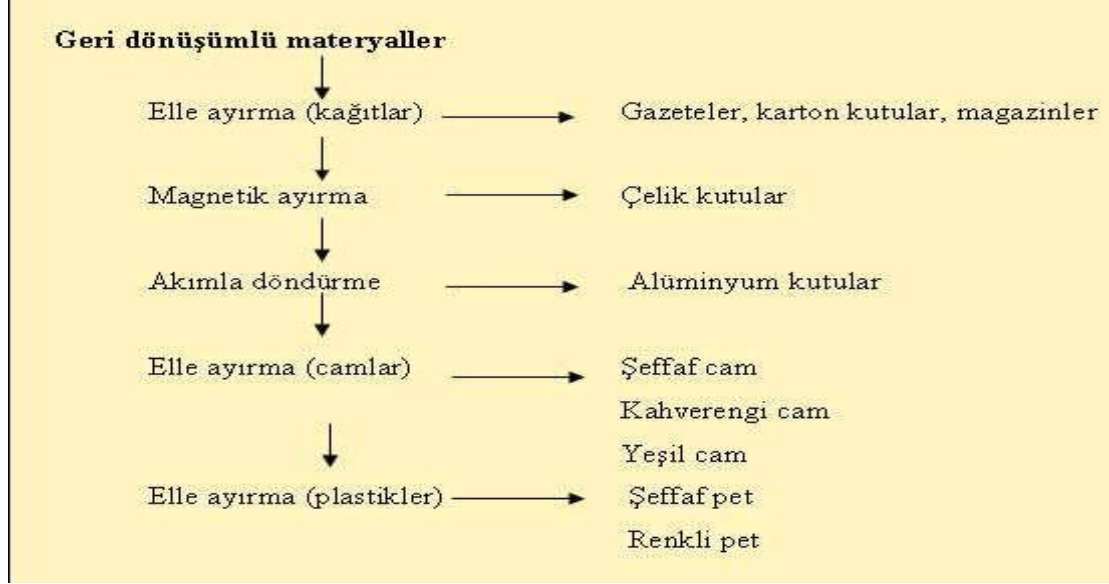 Geri dönüşümlü materyaller
Elle ayırma (kağıtlar) Gazeteler, karton kutular, magazinler
Magnetik ayırma Çelik kutular
Akımla döndürme Alüminyum kutular
Elle ayırma (camlar) Şeffaf cam
Kahverengi cam
Yeşil cam
Elle ayırma (plastikler) Şeffaf pet
Renkli pet